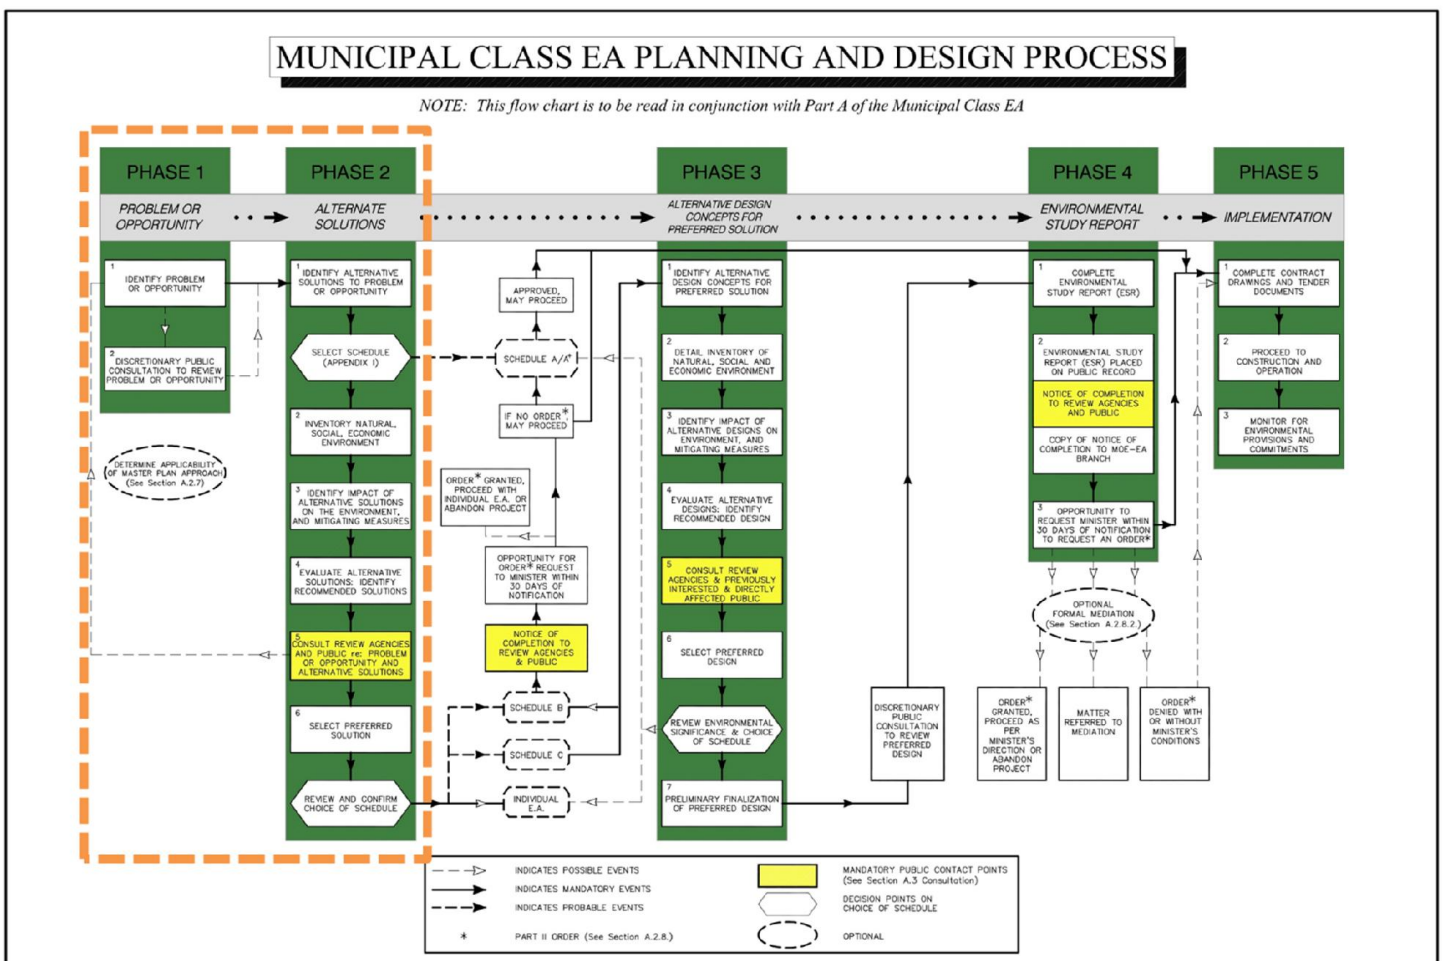 MUNICIPAL CLASS EA PLANNING AND DESIGN PROCESS
NOTE: This flow chart is to be read in conjunction with Part A of the Municipal Class EA
PHASE 1
PROBLEM OR
OPPORTUNITY
1
IDENTIFY PROBLEM
OR OPPORTUNITY
2
DISCRETIONARY PUBLIC
CONSULTATION TO REVIEW
PROBLEM OR OPPORTUNITY
DETERMINE APPLICABILITY
OF MASTER PLAN APPROACH
(See Section A.2.7)
PHASE 2
ALTERNATE
SOLUTIONS
1
IDENTIFY ALTERNATIVE
SOLUTIONS TO PROBLEM
OR OPPORTUNITY
SELECT SCHEDULE
(APPENDIX I)
2
INVENTORY NATURAL,
SOCIAL, ECONOMIC
ENVIRONMENT
3
IDENTIFY IMPACT OF
ALTERNATIVE SOLUTIONS
ON THE ENVIRONMENT,
AND MITIGATING MEASURES
4
EVALUATE ALTERNATIVE
SOLUTIONS: IDENTIFY
RECOMMENDED SOLUTIONS
5
CONSULT REVIEW AGENCIES
AND PUBLIC re: PROBLEM
OR OPPORTUNITY AND
ALTERNATIVE SOLUTIONS
6
SELECT PREFERRED
SOLUTION
REVIEW AND CONFIRM
CHOICE OF SCHEDULE
APPROVED,
MAY PROCEED
SCHEDULE A/A+
IF NO ORDER*,
MAY PROCEED
ORDER* GRANTED,
PROCEED WITH
INDIVIDUAL E.A. OR
ABANDON PROJECT
OPPORTUNITY FOR
ORDER* REQUEST
TO MINISTER WITHIN
30 DAYS OF
NOTIFICATION
NOTICE OF
COMPLETION TO
REVIEW AGENCIES
& PUBLIC
SCHEDULE B
SCHEDULE C
INDIVIDUAL
E.A.
PHASE 3
ALTERNATIVE DESIGN
CONCEPTS FOR
PREFERRED SOLUTION
1
IDENTIFY ALTERNATIVE
DESIGN CONCEPTS FOR
PREFERRED SOLUTION
2
DETAIL INVENTORY OF
NATURAL, SOCIAL AND
ECONOMIC ENVIRONMENT
3
IDENTIFY IMPACT OF
ALTERNATIVE DESIGNS ON
ENVIRONMENT, AND
MITIGATING MEASURES
4
EVALUATE ALTERNATIVE
DESIGNS: IDENTIFY
RECOMMENDED DESIGN
5
CONSULT REVIEW
AGENCIES & PREVIOUSLY
INTERESTED & DIRECTLY
AFFECTED PUBLIC
6
SELECT PREFERRED
DESIGN
REVIEW ENVIRONMENTAL
SIGNIFICANCE & CHOICE
OF SCHEDULE
7
PRELIMINARY FINALIZATION
OF PREFERRED DESIGN
DISCRETIONARY
PUBLIC
CONSULTATION
TO REVIEW
PREFERRED
DESIGN
PHASE 4
ENVIRONMENTAL
STUDY REPORT
1
COMPLETE
ENVIRONMENTAL
STUDY REPORT (ESR)
2
ENVIRONMENTAL STUDY
REPORT (ESR) PLACED
ON PUBLIC RECORD
NOTICE OF COMPLETION
TO REVIEW AGENCIES
AND PUBLIC
COPY OF NOTICE OF
COMPLETION TO MOE-EA
BRANCH
3
OPPORTUNITY TO
REQUEST MINISTER WITHIN
30 DAYS OF NOTIFICATION
TO REQUEST AN ORDER*
OPTIONAL
FORMAL MEDIATION
(See Section A.2.8.2.)
ORDER*
GRANTED,
PROCEED AS
PER
MINISTER'S
DIRECTION OR
ABANDON
PROJECT
MATTER
REFERRED TO
MEDIATION
ORDER*
DENIED WITH
OR WITHOUT
MINISTER'S
CONDITIONS
PHASE 5
IMPLEMENTATION
1
COMPLETE CONTRACT
DRAWINGS AND TENDER
DOCUMENTS
2
PROCEED TO
CONSTRUCTION AND
OPERATION
3
MONITOR FOR
ENVIRONMENTAL
PROVISIONS AND
COMMITMENTS
INDICATES POSSIBLE EVENTS
INDICATES MANDATORY EVENTS
INDICATES PROBABLE EVENTS
* PART II ORDER (See Section A.2.8.)
MANDATORY PUBLIC CONTACT POINTS
(See Section A.3 Consultation)
DECISION POINTS ON
CHOICE OF SCHEDULE
OPTIONAL